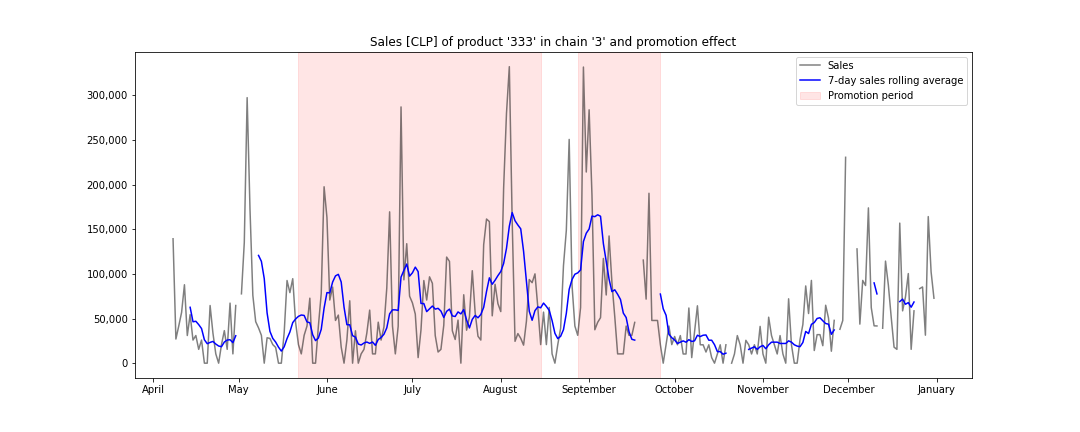 Sales [CLP] of product '333' in chain '3' and promotion effect
Sales
7-day sales rolling average
Promotion period
300,000
250,000
200,000
150,000
100,000
50,000
0
April May June July August September October November December January